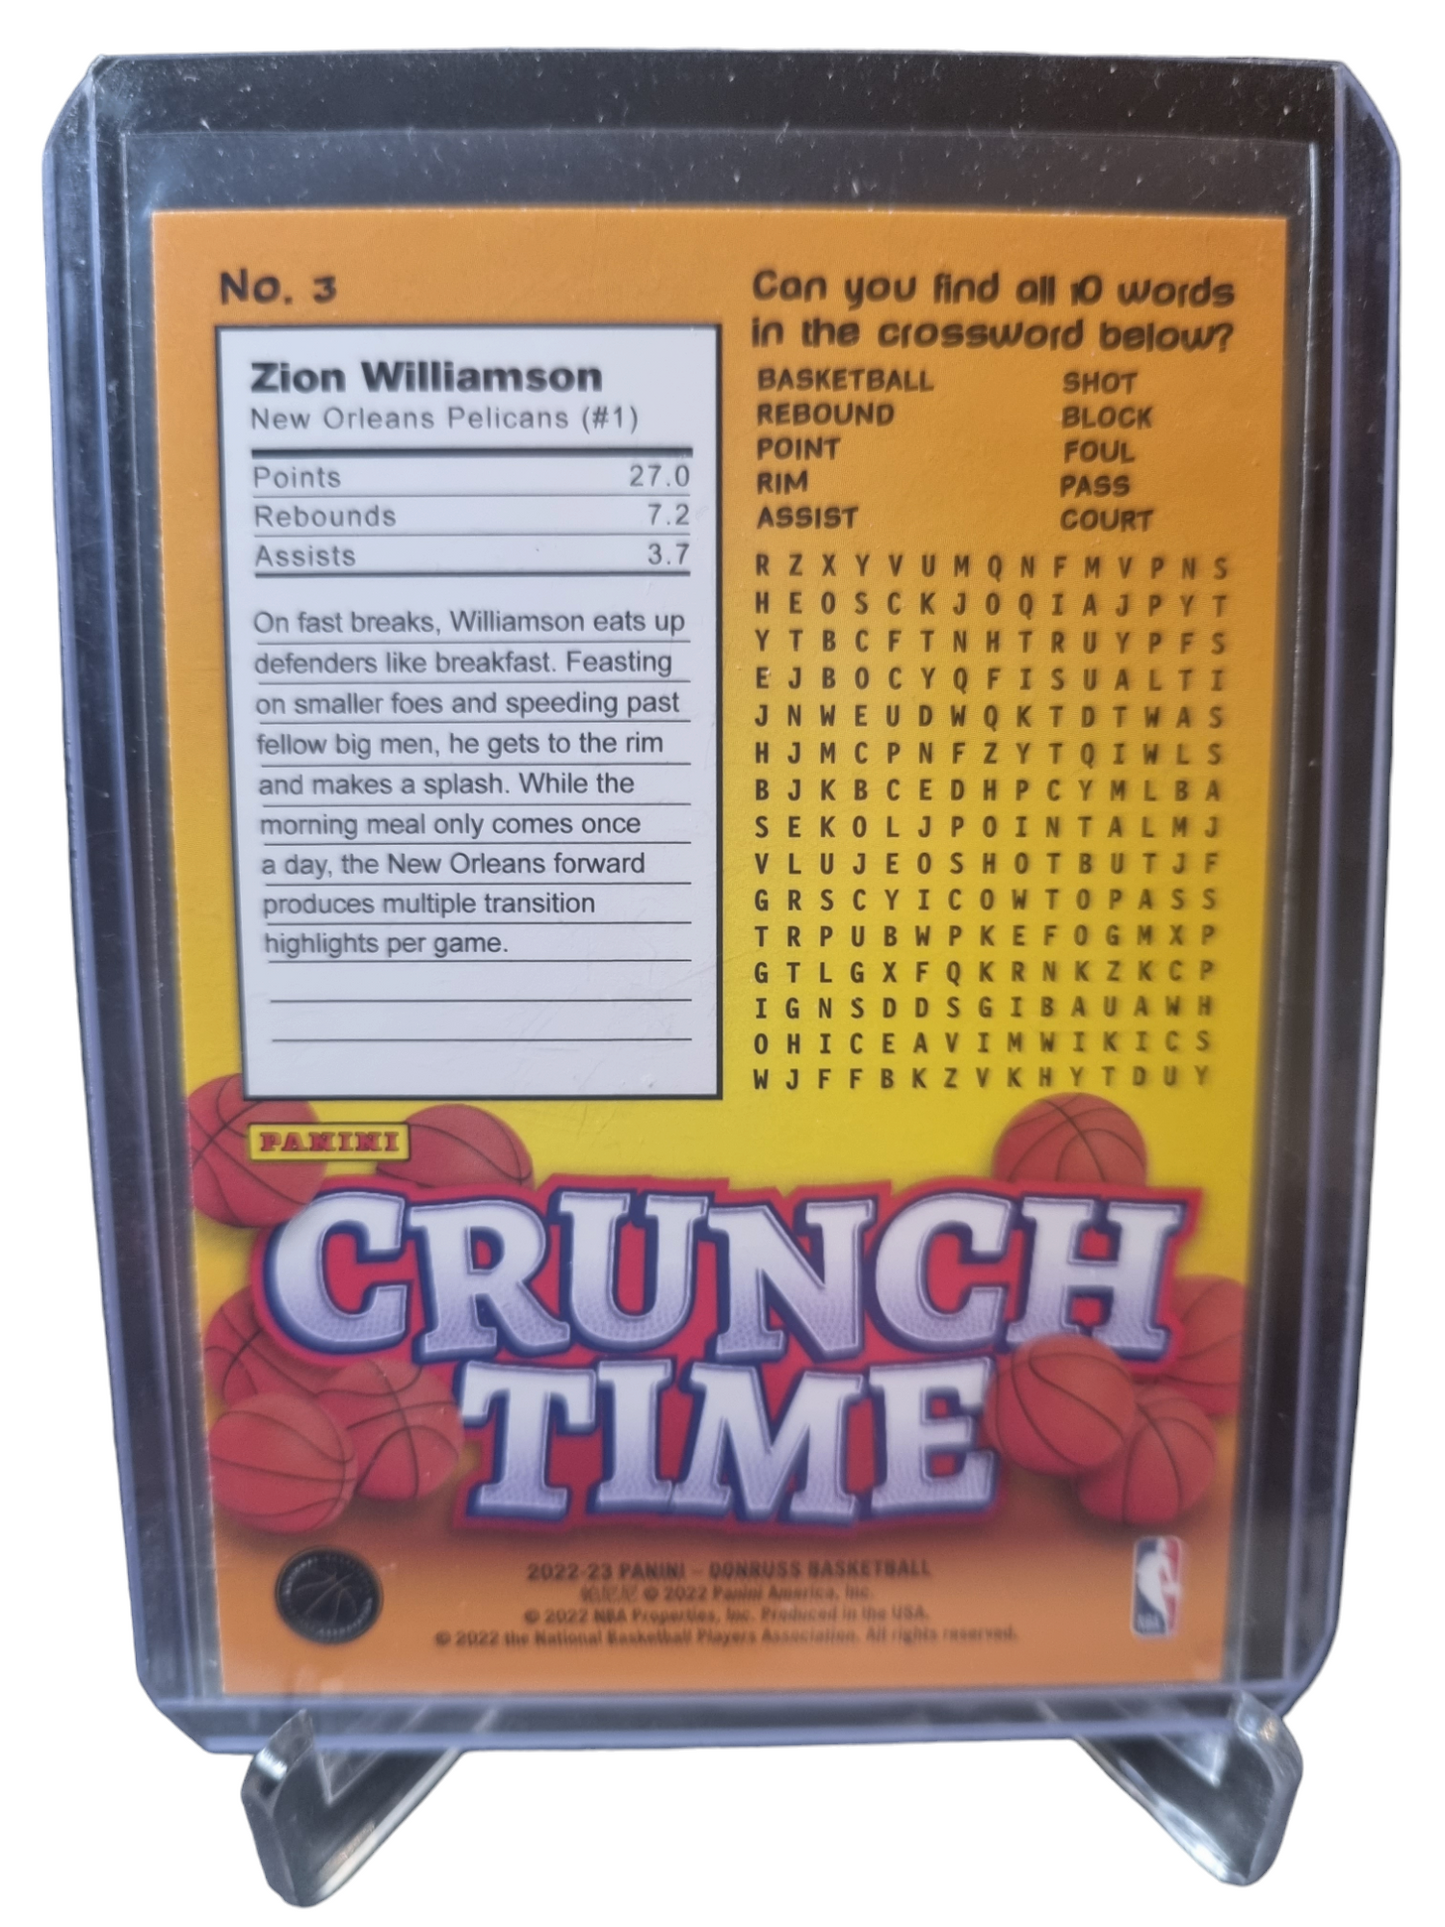 No. 3
Zion Williamson
New Orleans Pelicans (#1)
Points 27.0
Rebounds 7.2
Assists 3.7
On fast breaks, Williamson eats up
defenders like breakfast. Feasting
on smaller foes and speeding past
fellow big men, he gets to the rim
and makes a splash. While the
morning meal only comes once
a day, the New Orleans forward
produces multiple transition
highlights per game.
Can you find all 10 words
in the crossword below?
BASKETBALL SHOT
REBOUND BLOCK
POINT FOUL
RIM PASS
ASSIST COURT
R Z X Y V U M Q N F M V P N S
H E O S C K J O Q I A J P Y T
Y T B C F T N H T R U Y P F S
E J B O C Y Q F I S U A L T I
J N W E U D W Q K T D T W A S
H J M C P N F Z Y T Q I W L S
B J K B C E D H P C Y M L B A
S E K O L J P O I N T A L M J
V L U J E O S H O T B U T J F
G R S C Y I C O W T O P A S S
T R P U B W P K E F O G M X P
G T L G X F Q K R N K Z K C P
I G N S D D S G I B A U A W H
O H I C E A V I M W I K I C S
W J F F B K Z V K H Y T D U Y
PANINI
CRUNCH
TIME
2022-23 PANINI – DONRUSS BASKETBALL
© 2022 Panini America, Inc.
© 2022 NBA Properties, Inc. Produced in the USA.
© 2022 the National Basketball Players Association. All rights reserved.